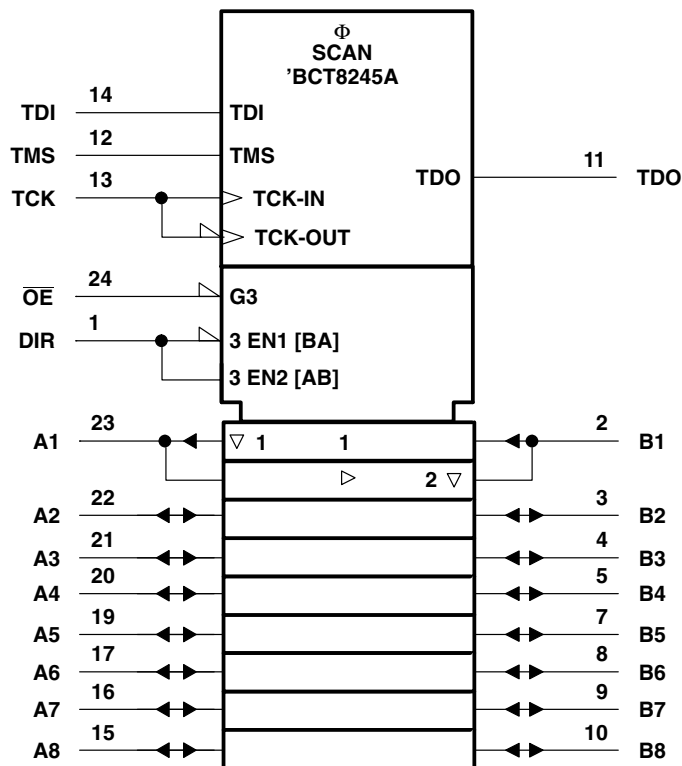 Φ
SCAN
'BCT8245A
TDI 14 TDI
TMS 12 TMS
TDO 11 TDO
TCK 13 TCK-IN
TCK-OUT
OE 24 G3
DIR 1 3 EN1 [BA]
3 EN2 [AB]
A1 23 ▽ 1 1 2 B1
▷ 2 ▽
A2 22 3 B2
A3 21 4 B3
A4 20 5 B4
A5 19 7 B5
A6 17 8 B6
A7 16 9 B7
A8 15 10 B8